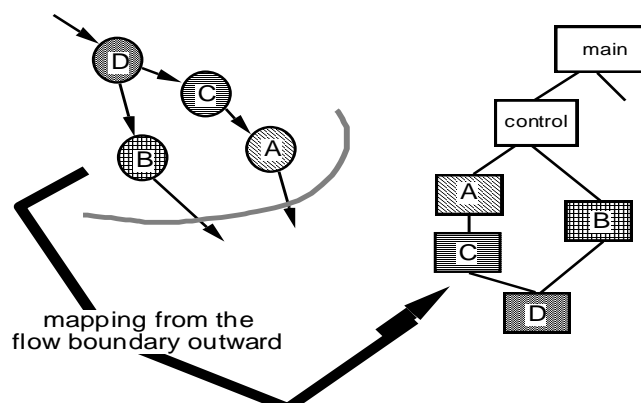 D
C
B
A
mapping from the
flow boundary outward
main
control
A
B
C
D